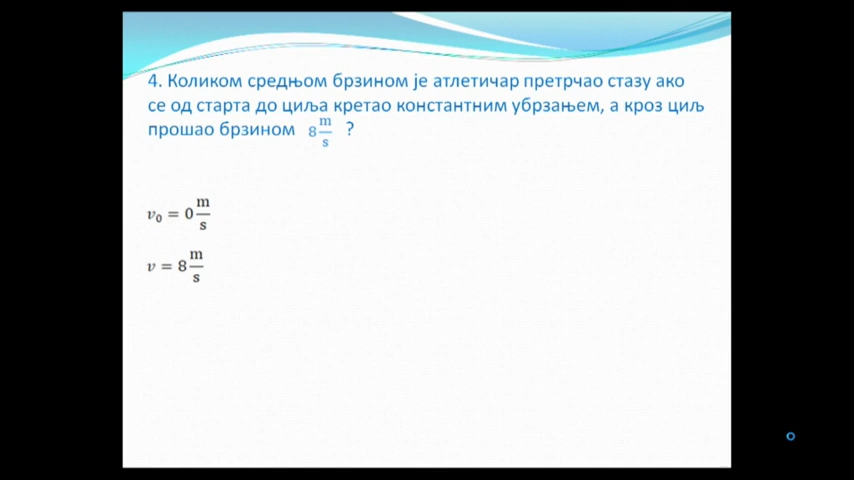 4. Коликом средњом брзином је атлетичар претрчао стазу ако
се од старта до циља кретао константним убрзањем, а кроз циљ
прошао брзином 8 m/s ?
v₀ = 0 m/s
v = 8 m/s